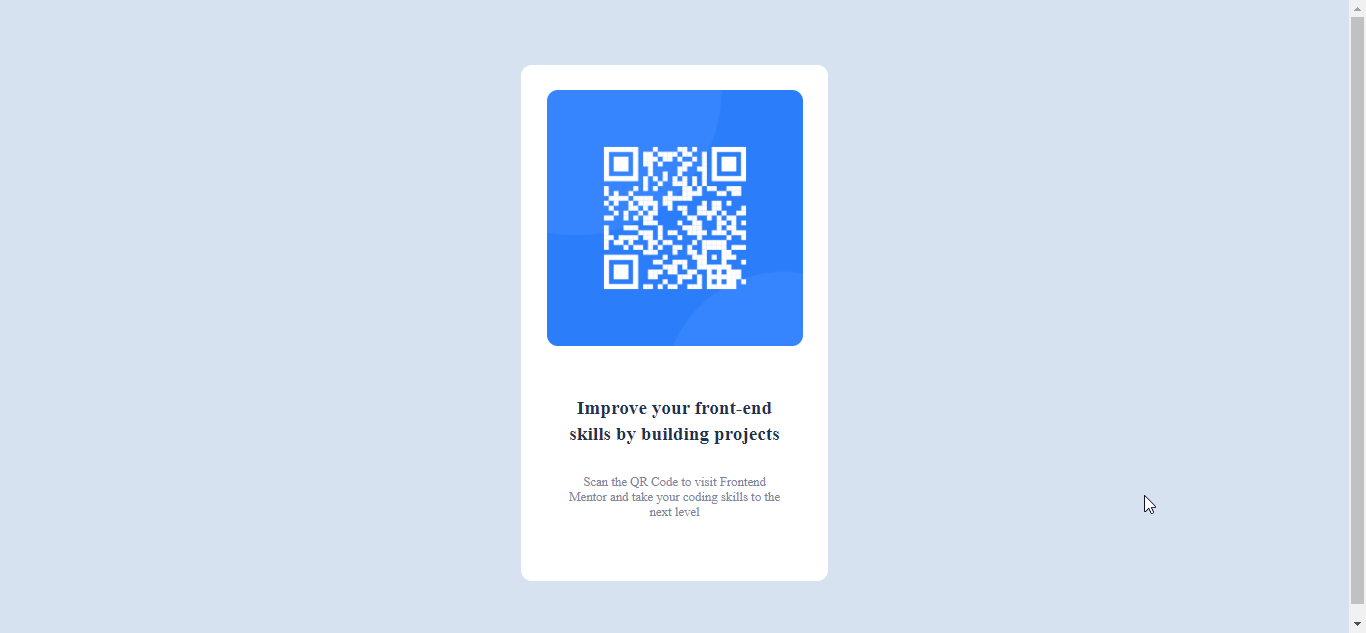 Improve your front-end
skills by building projects
Scan the QR Code to visit Frontend
Mentor and take your coding skills to the
next level